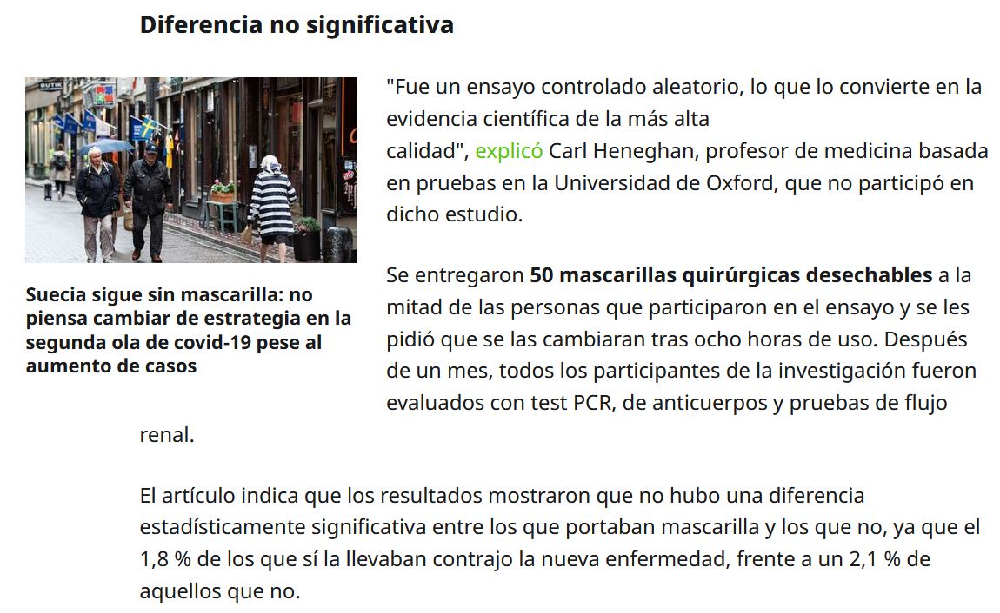 Diferencia no significativa
BUTIK
"Fue un ensayo controlado aleatorio, lo que lo convierte en la
evidencia científica de la más alta
calidad", explicó Carl Heneghan, profesor de medicina basada
en pruebas en la Universidad de Oxford, que no participó en
dicho estudio.
Suecia sigue sin mascarilla: no
piensa cambiar de estrategia en la
segunda ola de covid-19 pese al
aumento de casos
Se entregaron 50 mascarillas quirúrgicas desechables a la
mitad de las personas que participaron en el ensayo y se les
pidió que se las cambiaran tras ocho horas de uso. Después
de un mes, todos los participantes de la investigación fueron
evaluados con test PCR, de anticuerpos y pruebas de flujo
renal.
El artículo indica que los resultados mostraron que no hubo una diferencia
estadísticamente significativa entre los que portaban mascarilla y los que no, ya que el
1,8 % de los que sí la llevaban contrajo la nueva enfermedad, frente a un 2,1 % de
aquellos que no.